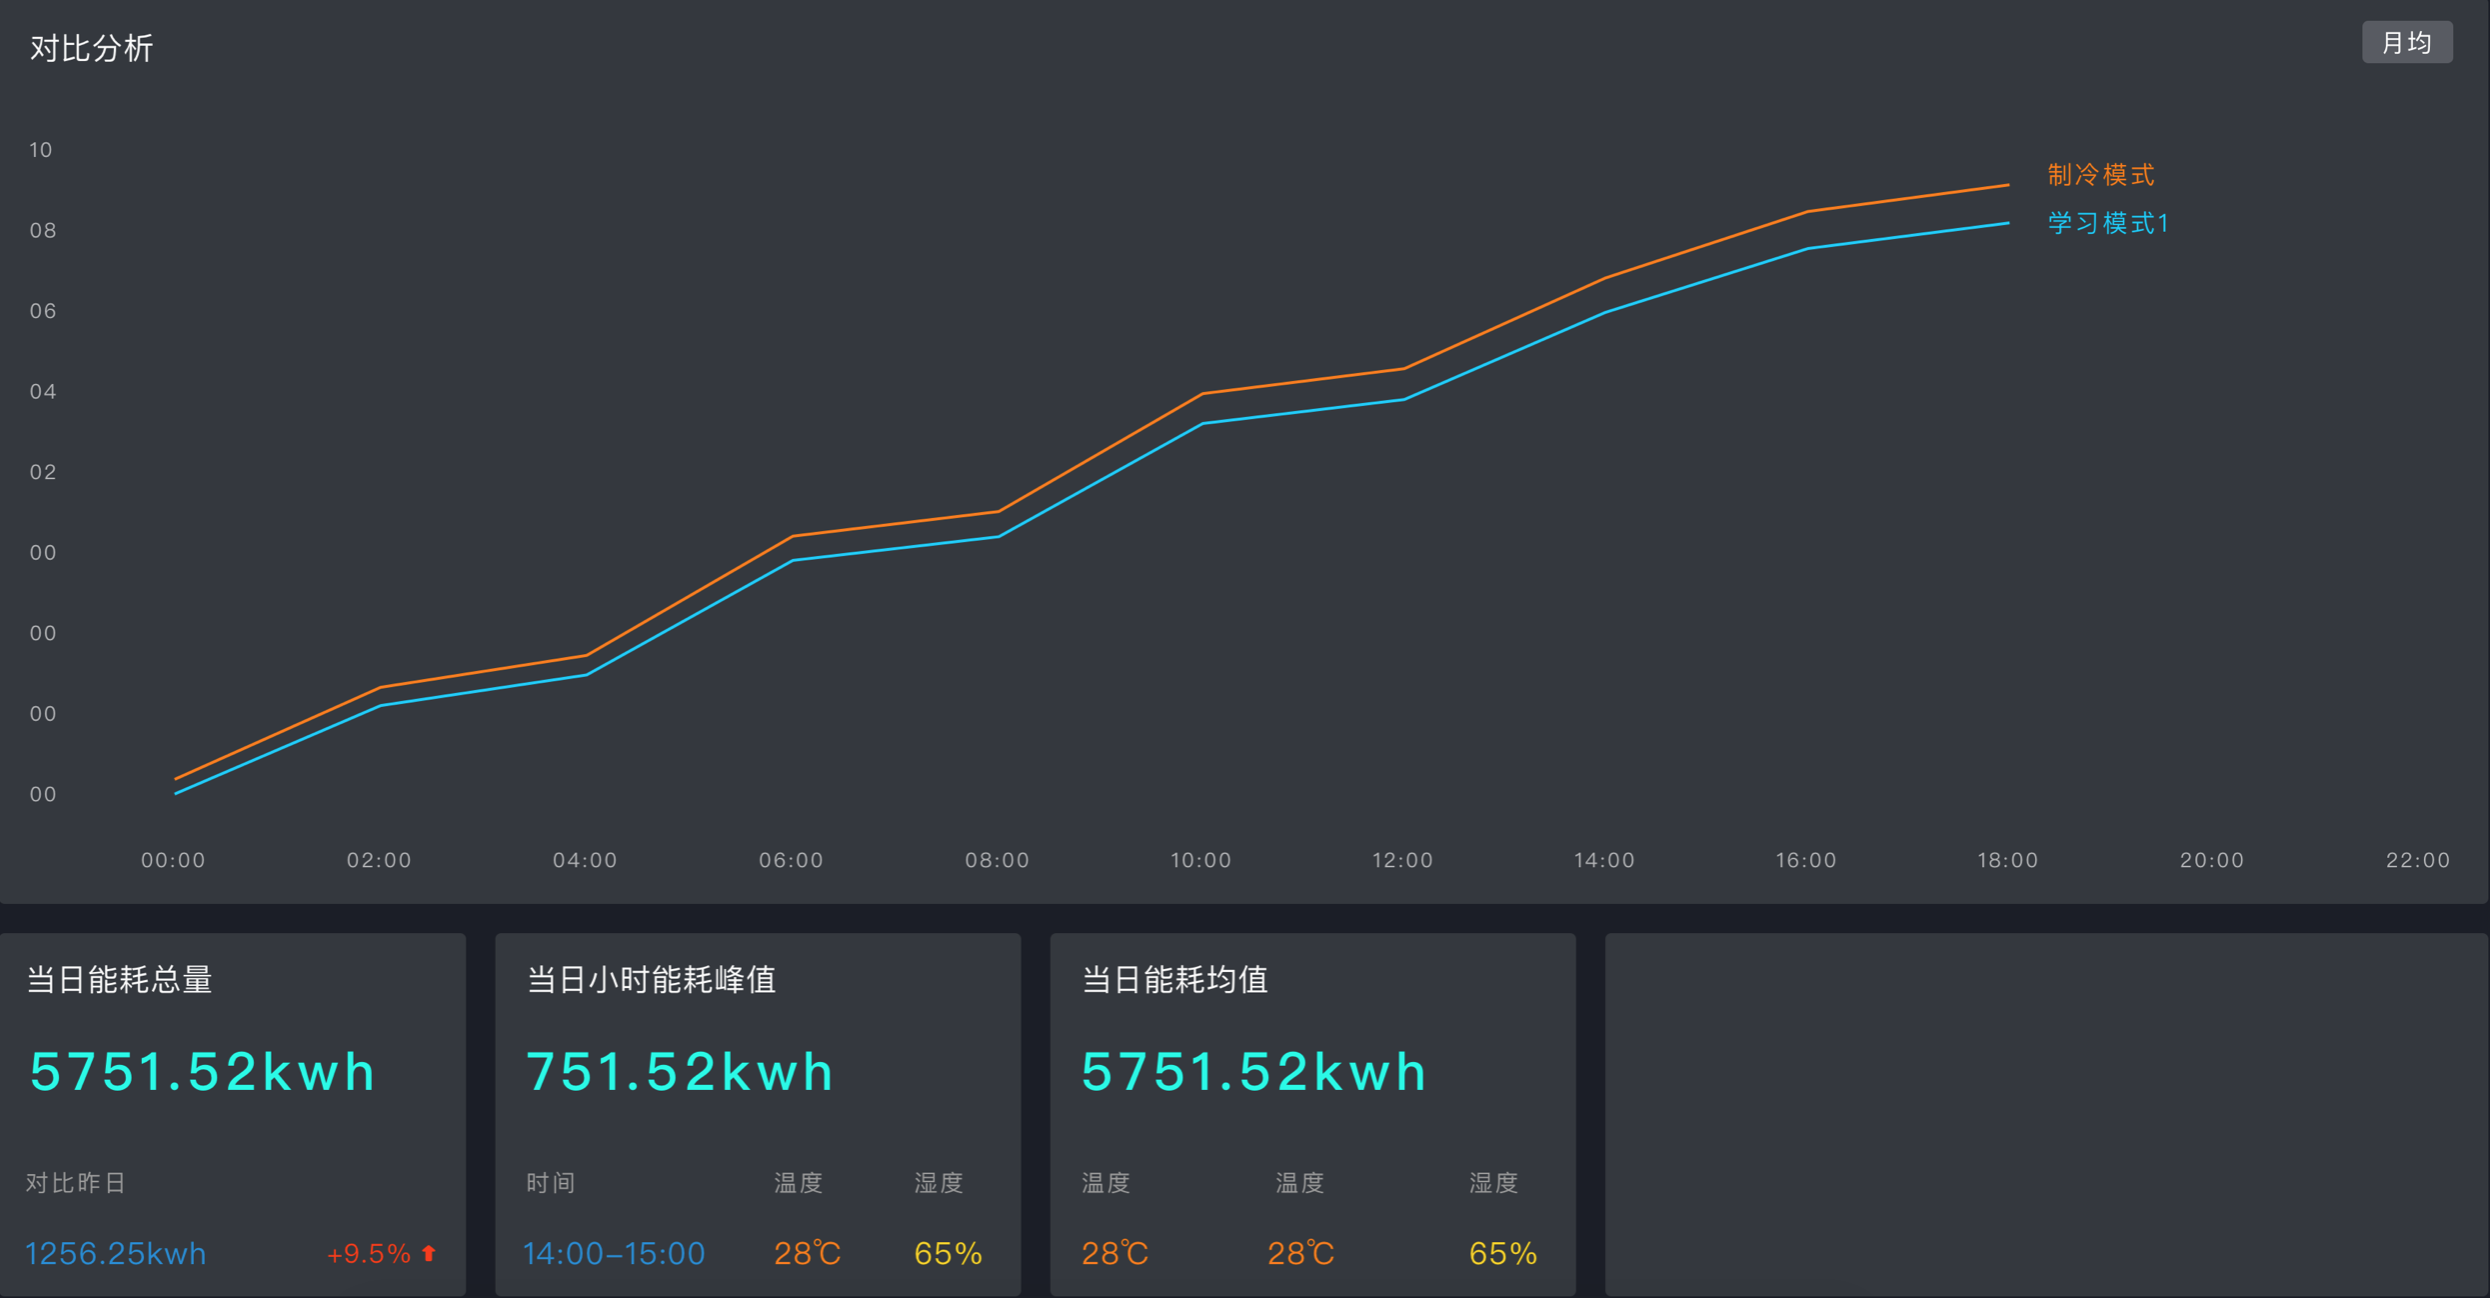 对比分析
月均
10
制冷模式
学习模式1
08
06
04
02
00
00
00
00
00:00 02:00 04:00 06:00 08:00 10:00 12:00 14:00 16:00 18:00 20:00 22:00
当日能耗总量
5751.52kwh
对比昨日
1256.25kwh +9.5%
当日小时能耗峰值
751.52kwh
时间 温度 湿度
14:00–15:00 28℃ 65%
当日能耗均值
5751.52kwh
温度 温度 湿度
28℃ 28℃ 65%